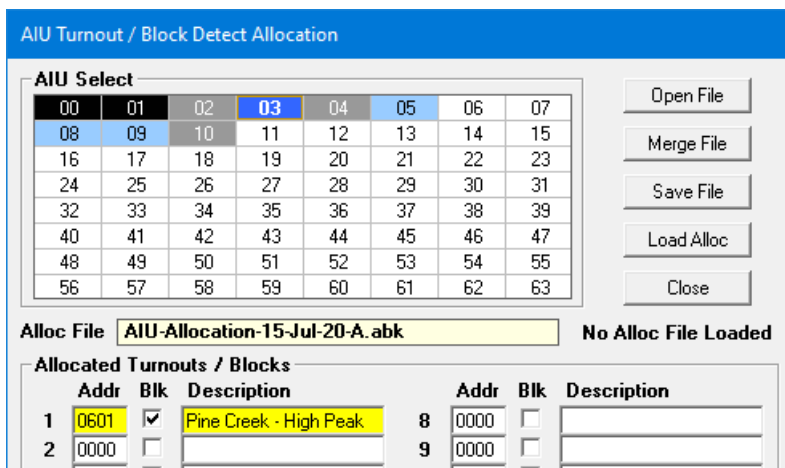 AIU Turnout / Block Detect Allocation
AIU Select
00 01 02 03 04 05 06 07
08 09 10 11 12 13 14 15
16 17 18 19 20 21 22 23
24 25 26 27 28 29 30 31
32 33 34 35 36 37 38 39
40 41 42 43 44 45 46 47
48 49 50 51 52 53 54 55
56 57 58 59 60 61 62 63
Open File
Merge File
Save File
Load Alloc
Close
Alloc File AIU-Allocation-15-Jul-20-A.abk No Alloc File Loaded
Allocated Turnouts / Blocks
Addr Blk Description Addr Blk Description
1 0601 Pine Creek - High Peak 8 0000
2 0000 9 0000